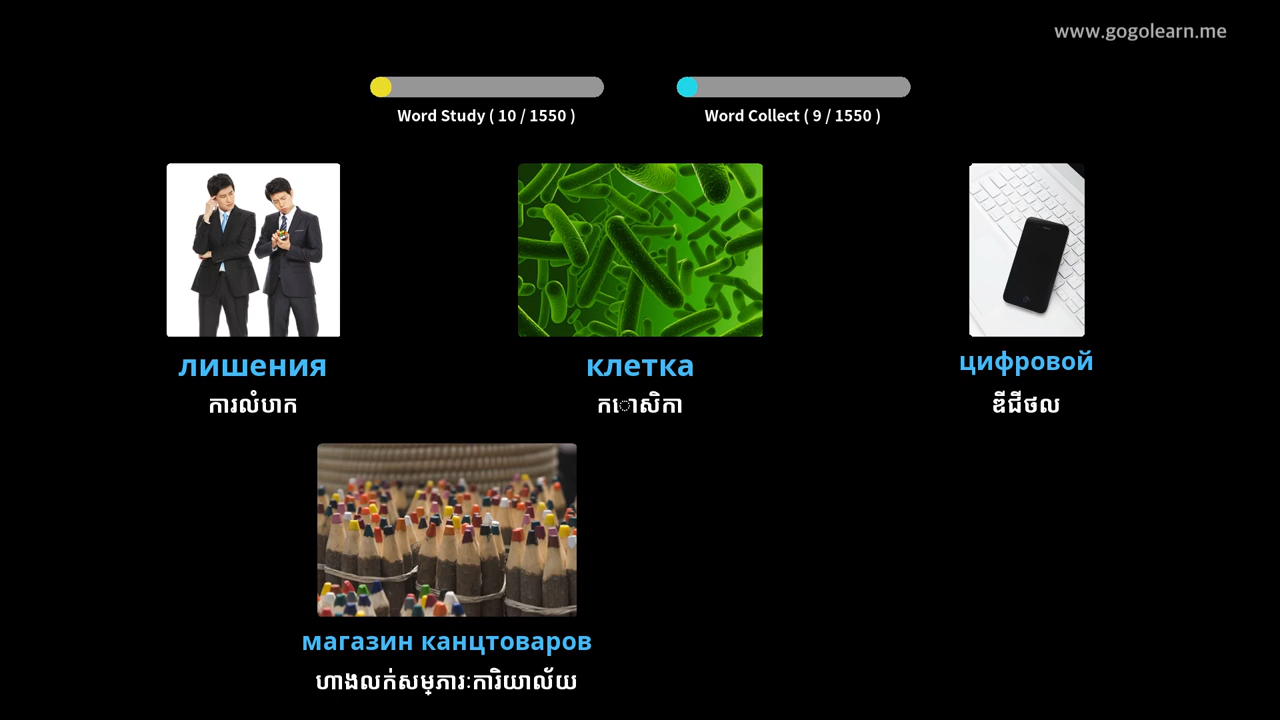 www.gogolearn.me
Word Study ( 10 / 1550 )
Word Collect ( 9 / 1550 )
лишения
ការលំបាក
клетка
កោសិកា
цифровой
ឌីជីថល
магазин канцтоваров
ហាងលក់សម្ភារៈការិយាល័យ